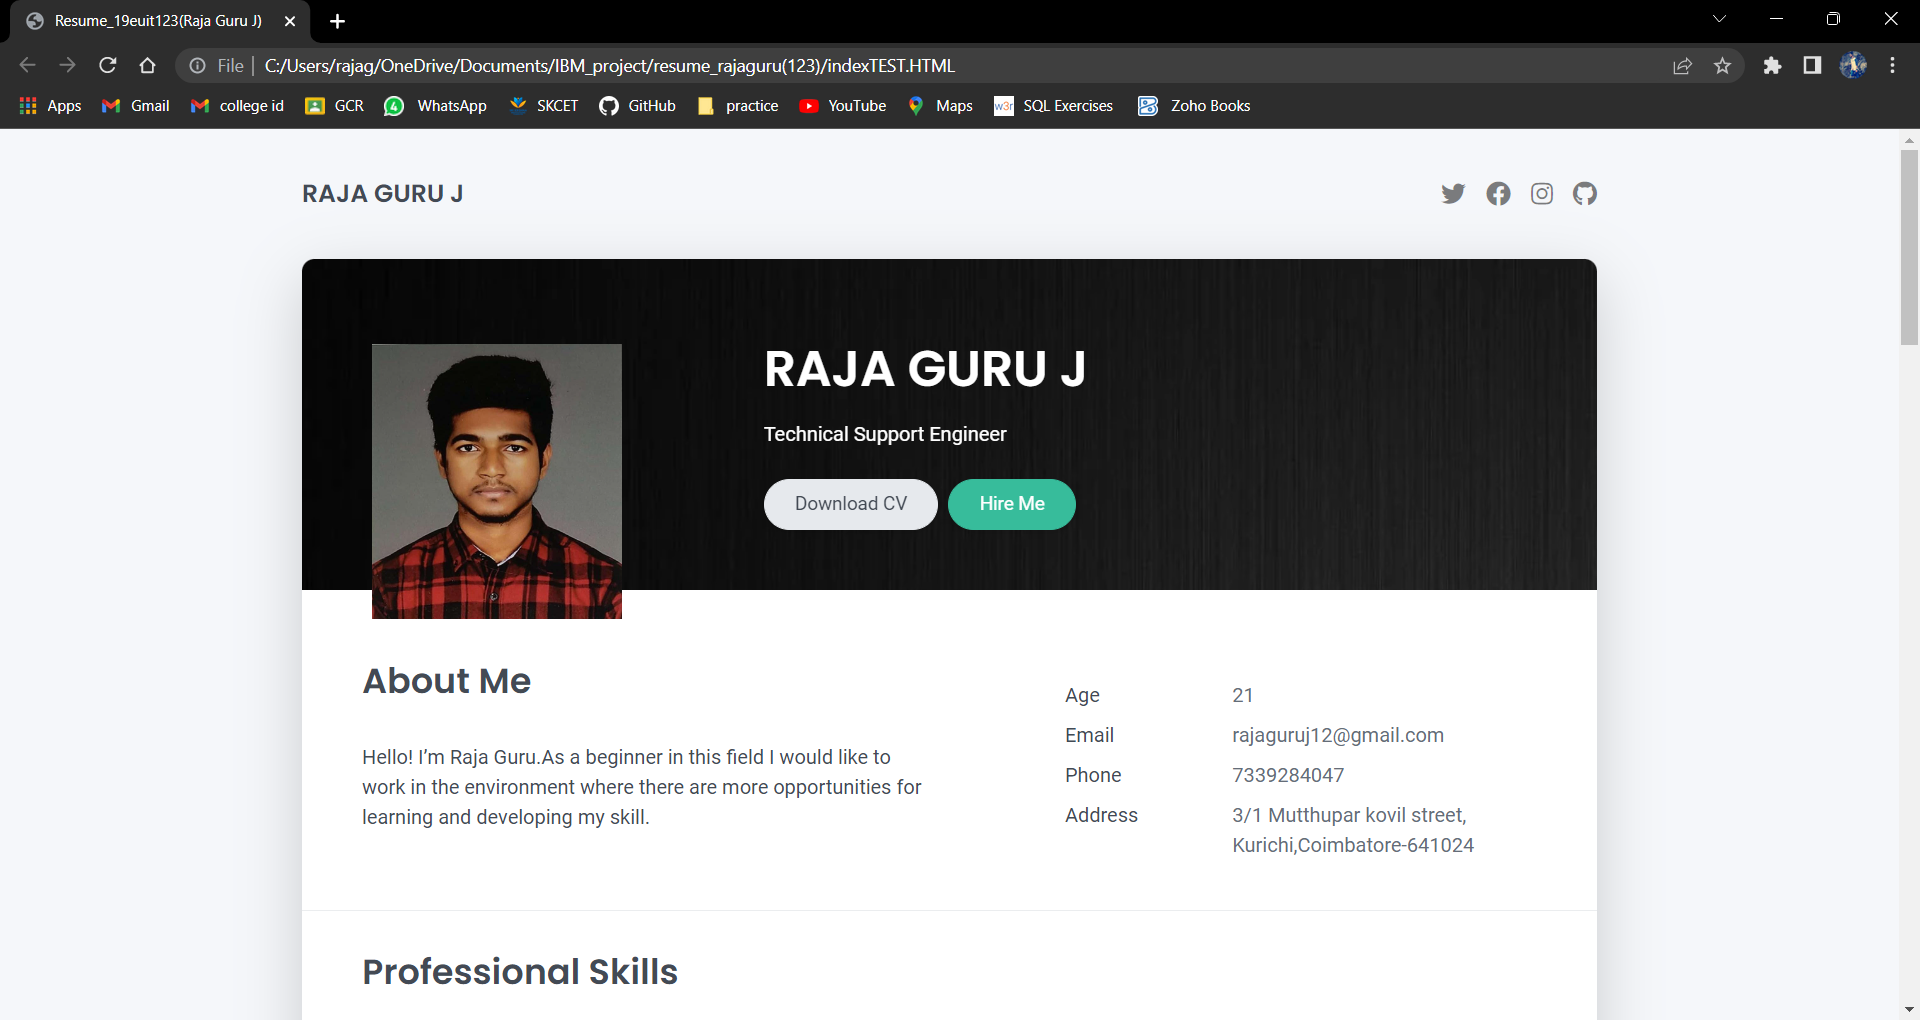 Resume_19euit123(Raja Guru J)
File
C:/Users/rajag/OneDrive/Documents/IBM_project/resume_rajaguru(123)/indexTEST.HTML
Apps Gmail college id GCR 4 WhatsApp SKCET GitHub practice YouTube Maps w3r SQL Exercises Zoho Books
RAJA GURU J
RAJA GURU J
Technical Support Engineer
Download CV Hire Me
About Me
Hello! I’m Raja Guru.As a beginner in this field I would like to
work in the environment where there are more opportunities for
learning and developing my skill.
Age 21
Email rajaguruj12@gmail.com
Phone 7339284047
Address 3/1 Mutthupar kovil street,
Kurichi,Coimbatore-641024
Professional Skills